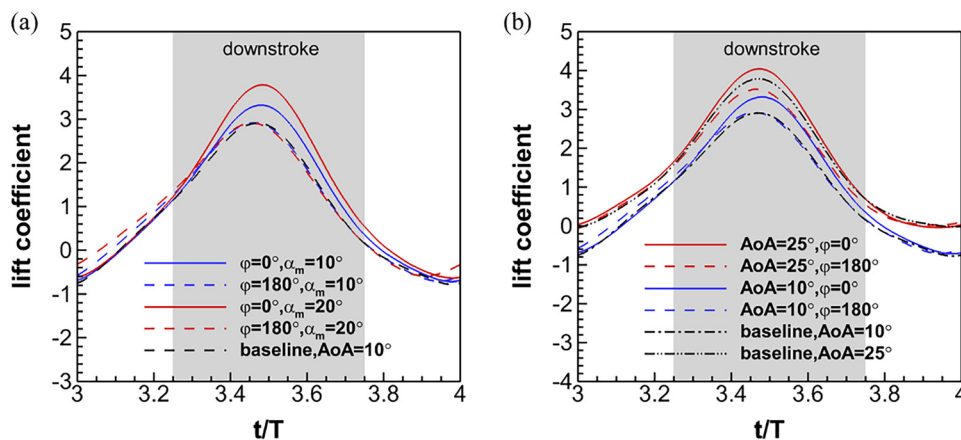 (a)
downstroke
lift coefficient
5
4
3
2
1
0
-1
-2
-3
φ=0°,αm=10°
φ=180°,αm=10°
φ=0°,αm=20°
φ=180°,αm=20°
baseline,AoA=10°
3 3.2 3.4 3.6 3.8 4
t/T
(b)
downstroke
lift coefficient
5
4
3
2
1
0
-1
-2
-3
-4
AoA=25°,φ=0°
AoA=25°,φ=180°
AoA=10°,φ=0°
AoA=10°,φ=180°
baseline,AoA=10°
baseline,AoA=25°
3 3.2 3.4 3.6 3.8 4
t/T